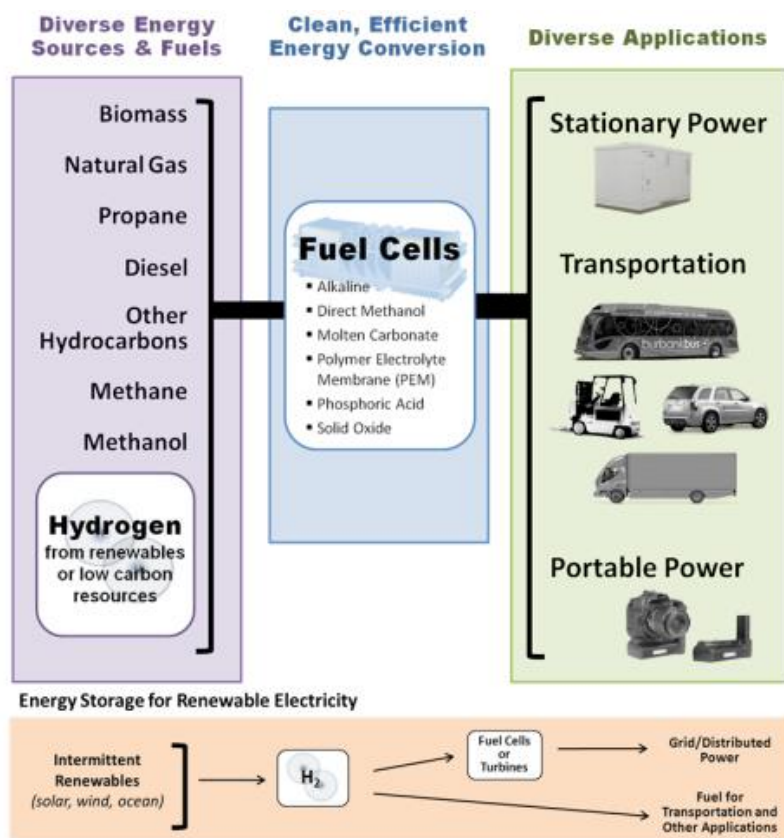 Diverse Energy
Sources & Fuels
Clean, Efficient
Energy Conversion
Diverse Applications
Biomass
Natural Gas
Propane
Diesel
Other
Hydrocarbons
Methane
Methanol
Hydrogen
from renewables
or low carbon
resources
Fuel Cells
▪ Alkaline
▪ Direct Methanol
▪ Molten Carbonate
▪ Polymer Electrolyte
Membrane (PEM)
▪ Phosphoric Acid
▪ Solid Oxide
Stationary Power
Transportation
burbankbus
Portable Power
Energy Storage for Renewable Electricity
Intermittent
Renewables
(solar, wind, ocean)
H₂
Fuel Cells
or
Turbines
Grid/Distributed
Power
Fuel for
Transportation and
Other Applications